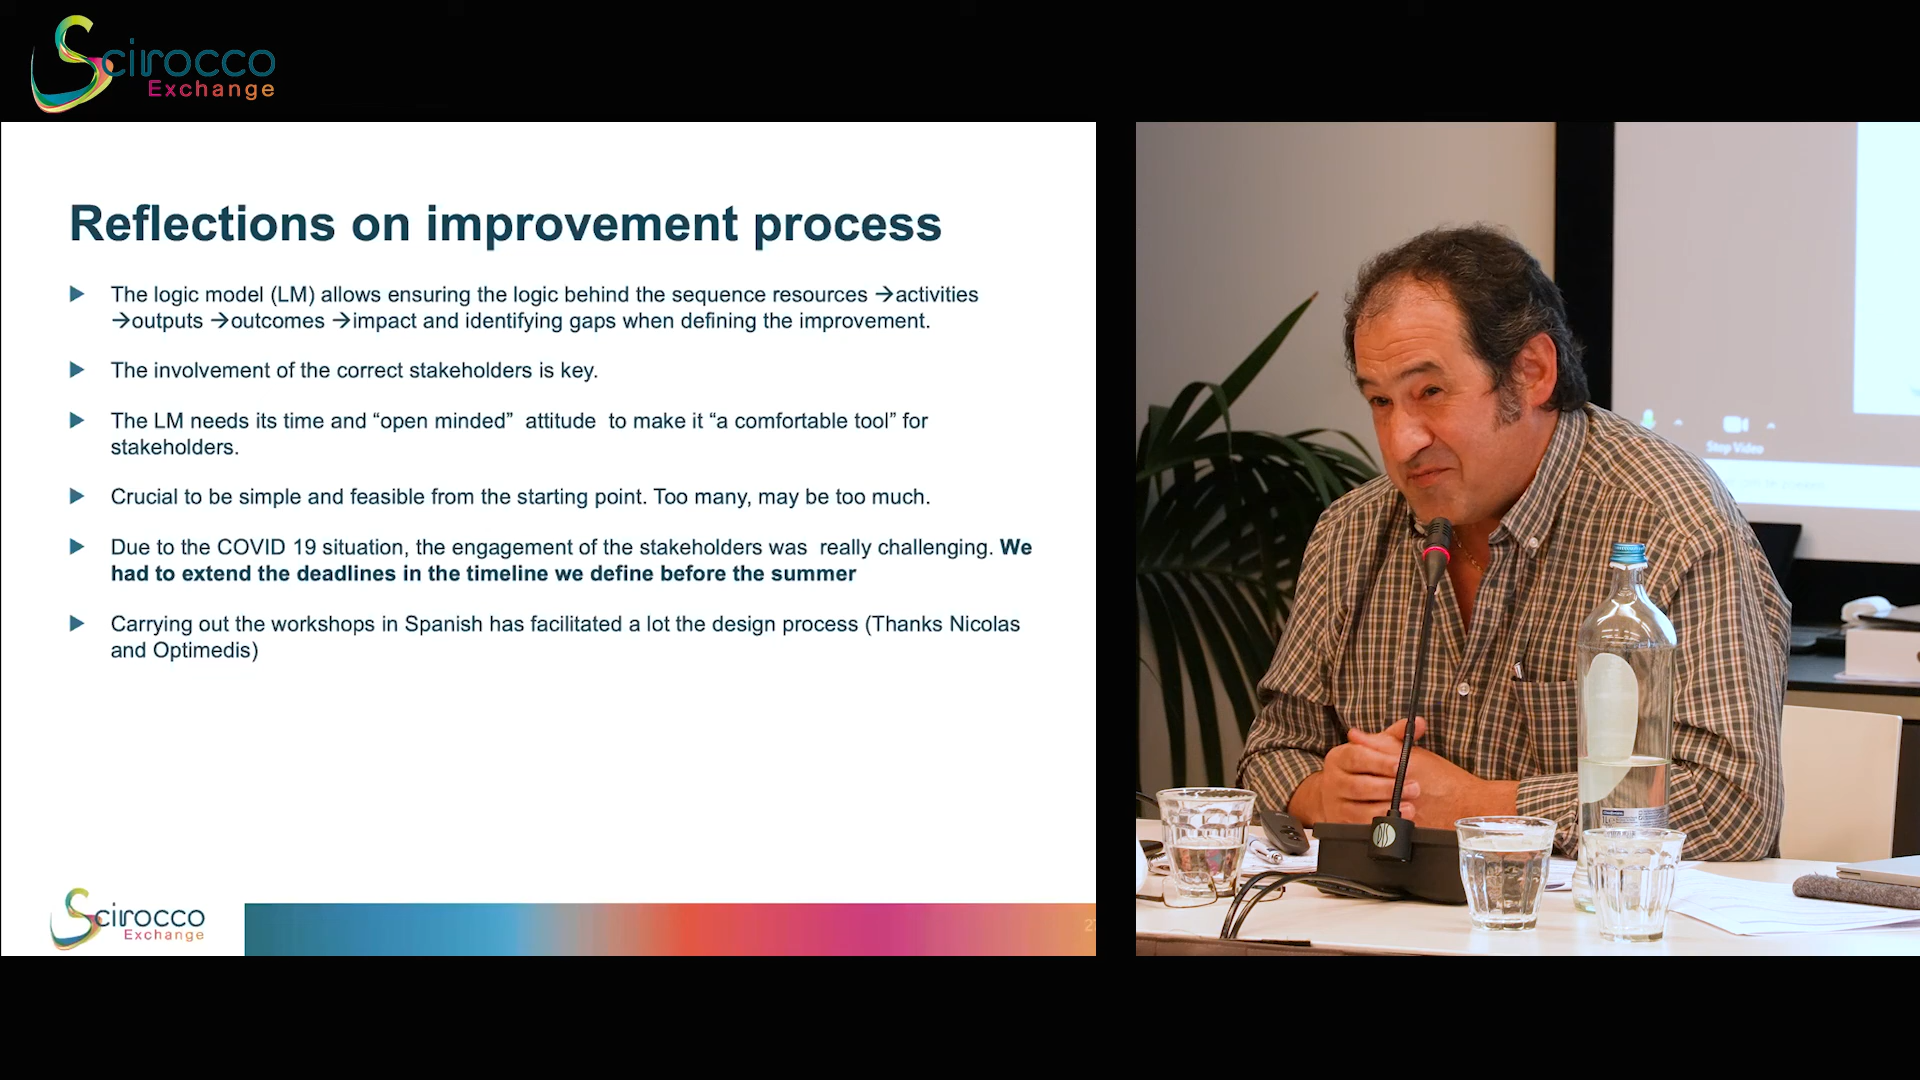 Scirocco
Exchange
Reflections on improvement process
The logic model (LM) allows ensuring the logic behind the sequence resources →activities
→outputs →outcomes →impact and identifying gaps when defining the improvement.
The involvement of the correct stakeholders is key.
The LM needs its time and “open minded” attitude to make it “a comfortable tool” for
stakeholders.
Crucial to be simple and feasible from the starting point. Too many, may be too much.
Due to the COVID 19 situation, the engagement of the stakeholders was really challenging. We
had to extend the deadlines in the timeline we define before the summer
Carrying out the workshops in Spanish has facilitated a lot the design process (Thanks Nicolas
and Optimedis)
Scirocco
Exchange
Stop Video